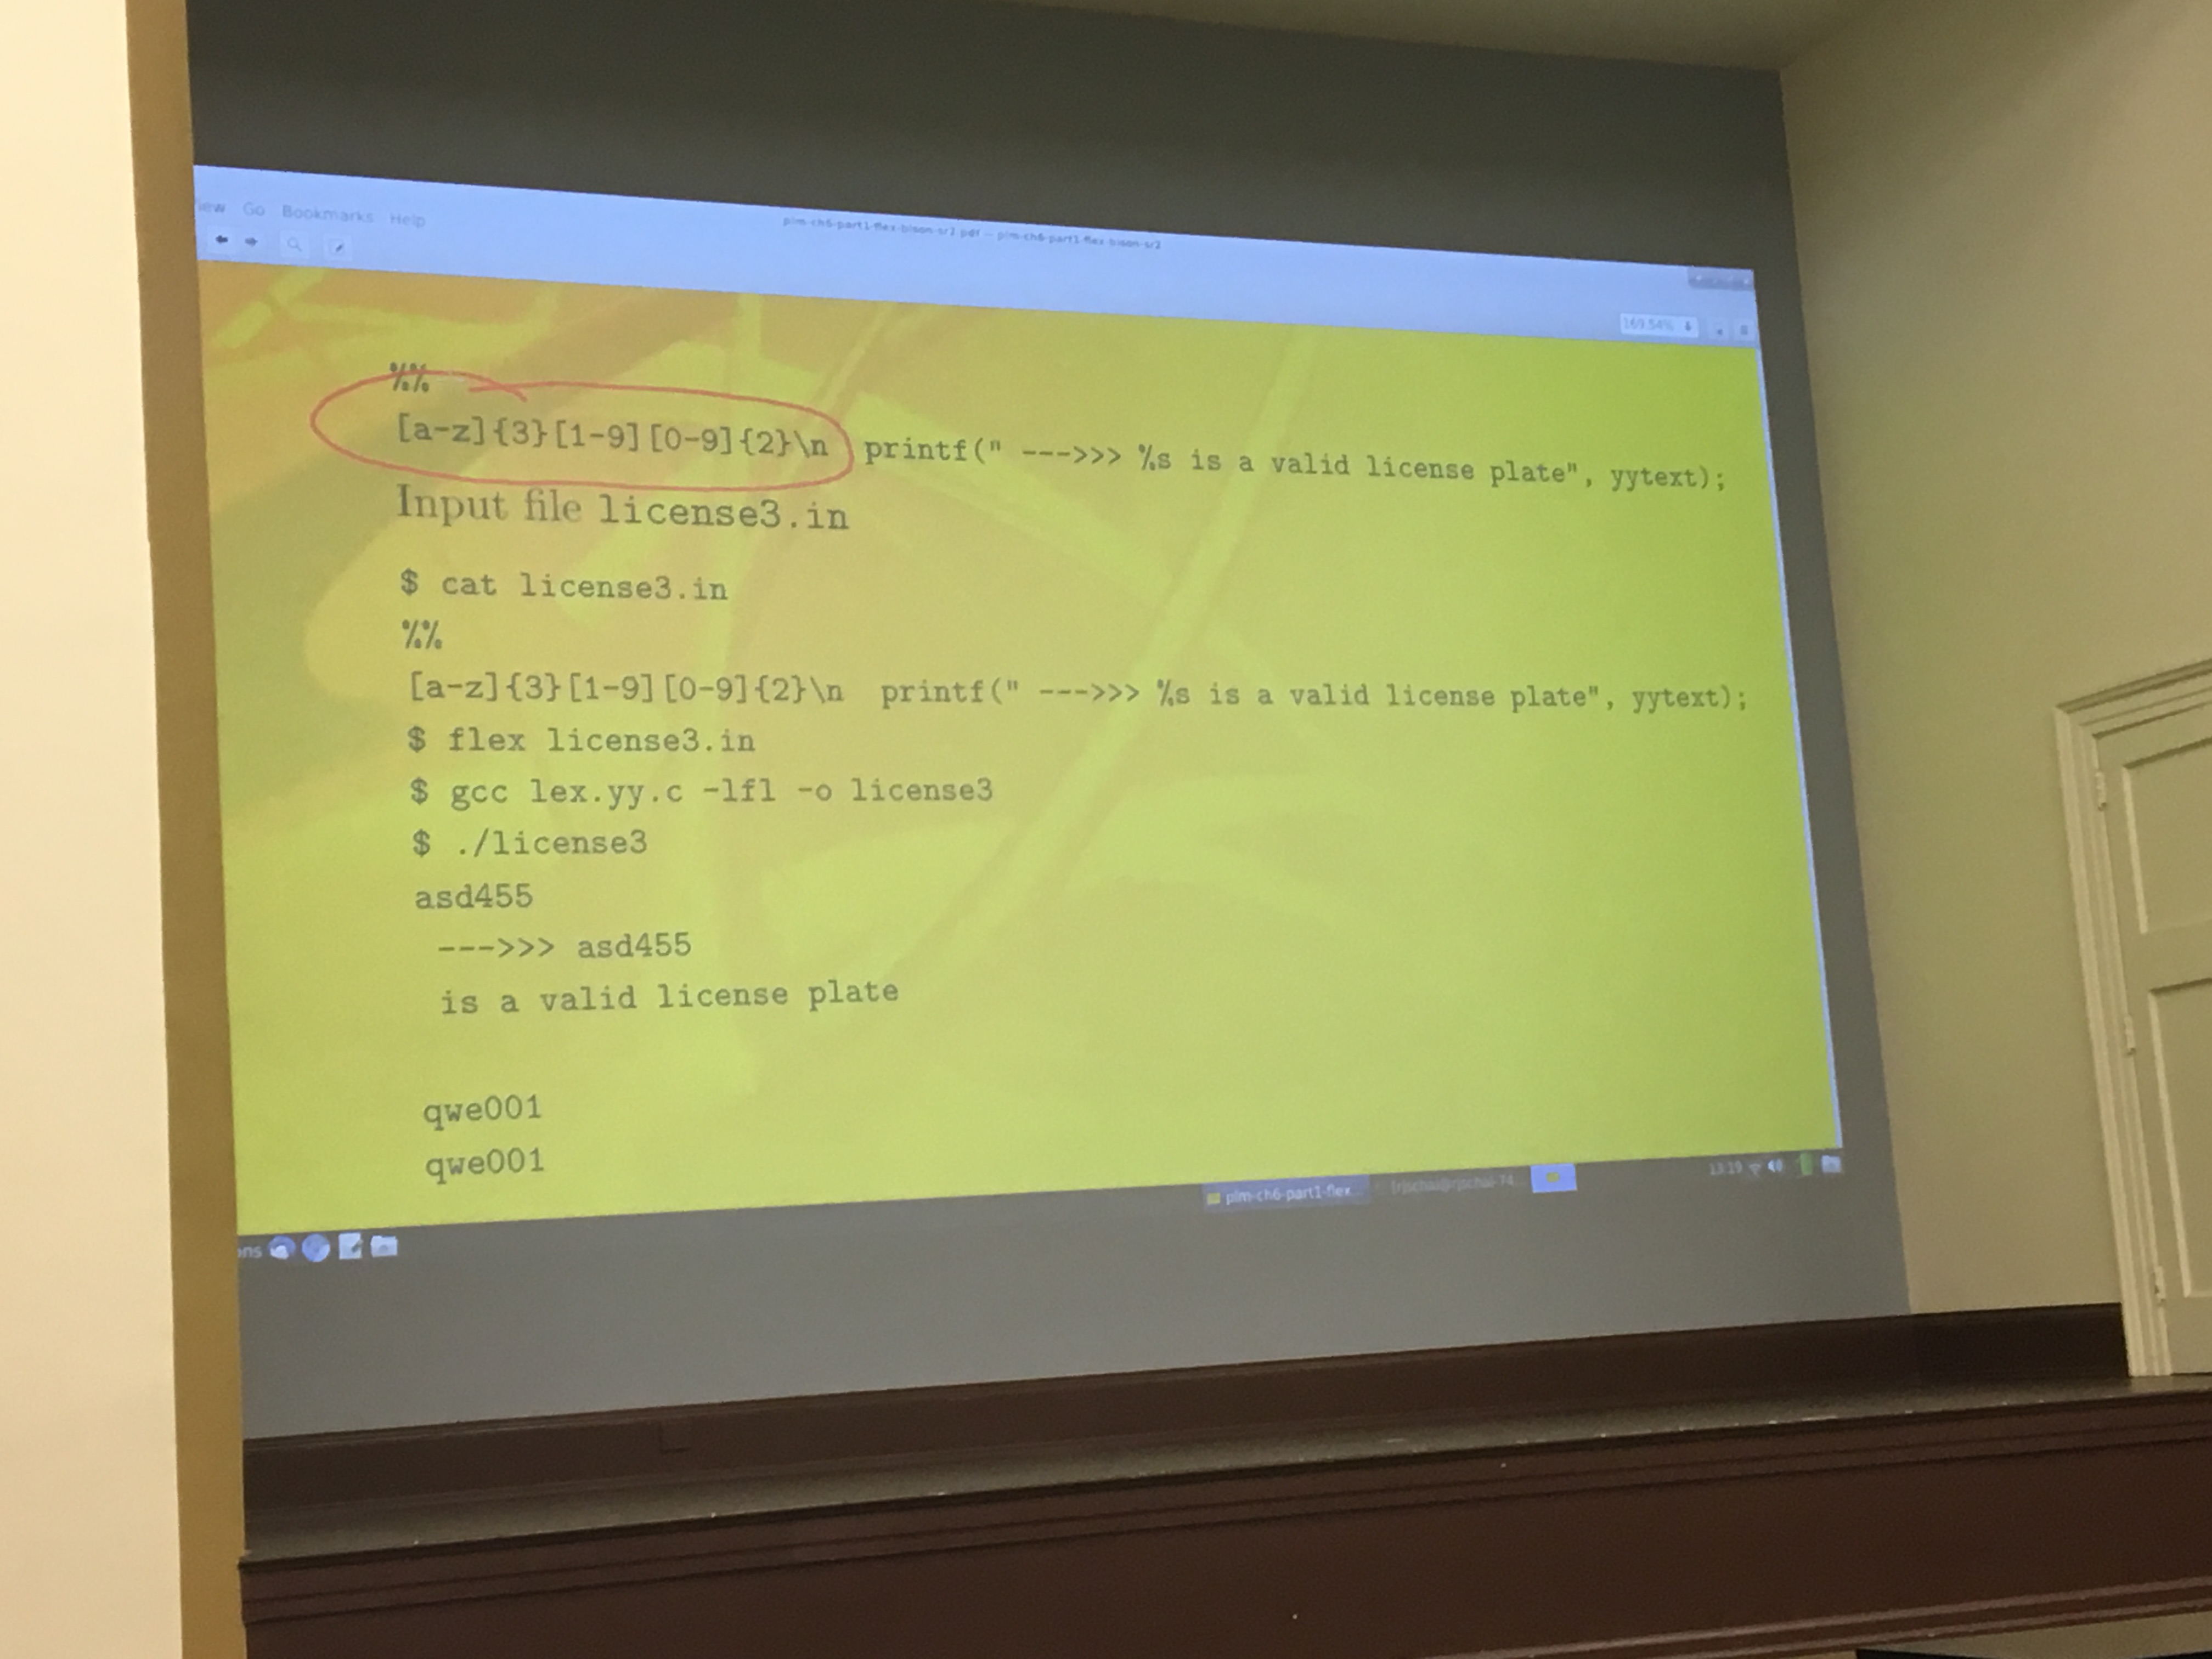 iew Go Bookmarks Help
plm-ch6-part1-flex-bison-sr2.pdf — plm-ch6-part1-flex-bison-sr2
169.54%
%%
[a-z]{3}[1-9][0-9]{2}\n printf(" --->>> %s is a valid license plate", yytext);
Input file license3.in
$ cat license3.in
%%
[a-z]{3}[1-9][0-9]{2}\n printf(" --->>> %s is a valid license plate", yytext);
$ flex license3.in
$ gcc lex.yy.c -lfl -o license3
$ ./license3
asd455
--->>> asd455
is a valid license plate
qwe001
qwe001
plm-ch6-part1-flex...
13:19
ons